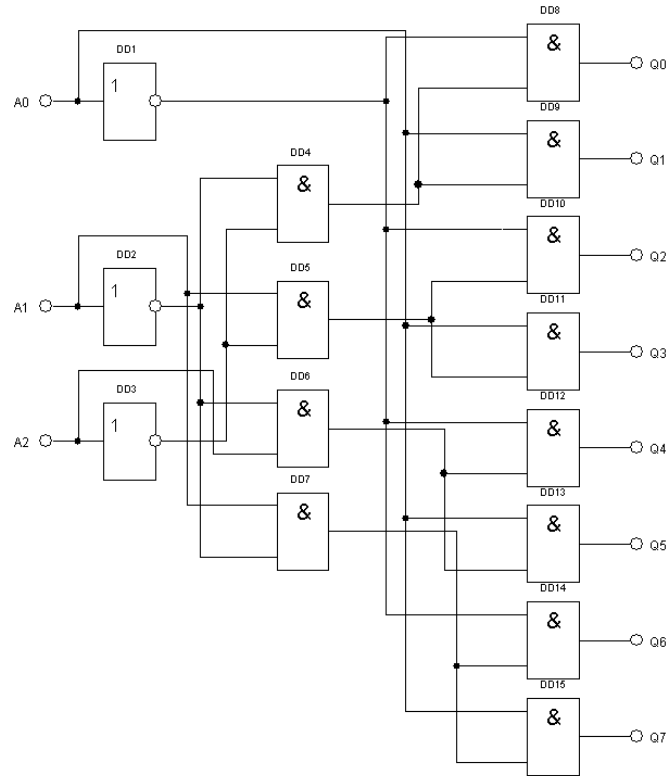 DD8
DD1
&
Q0
1
A0
DD9
&
Q1
DD4
&
DD10
&
Q2
DD2
DD5
1
&
A1
DD11
&
Q3
DD3
DD6
DD12
1
&
&
A2
Q4
DD7
DD13
&
&
Q5
DD14
&
Q6
DD15
&
Q7